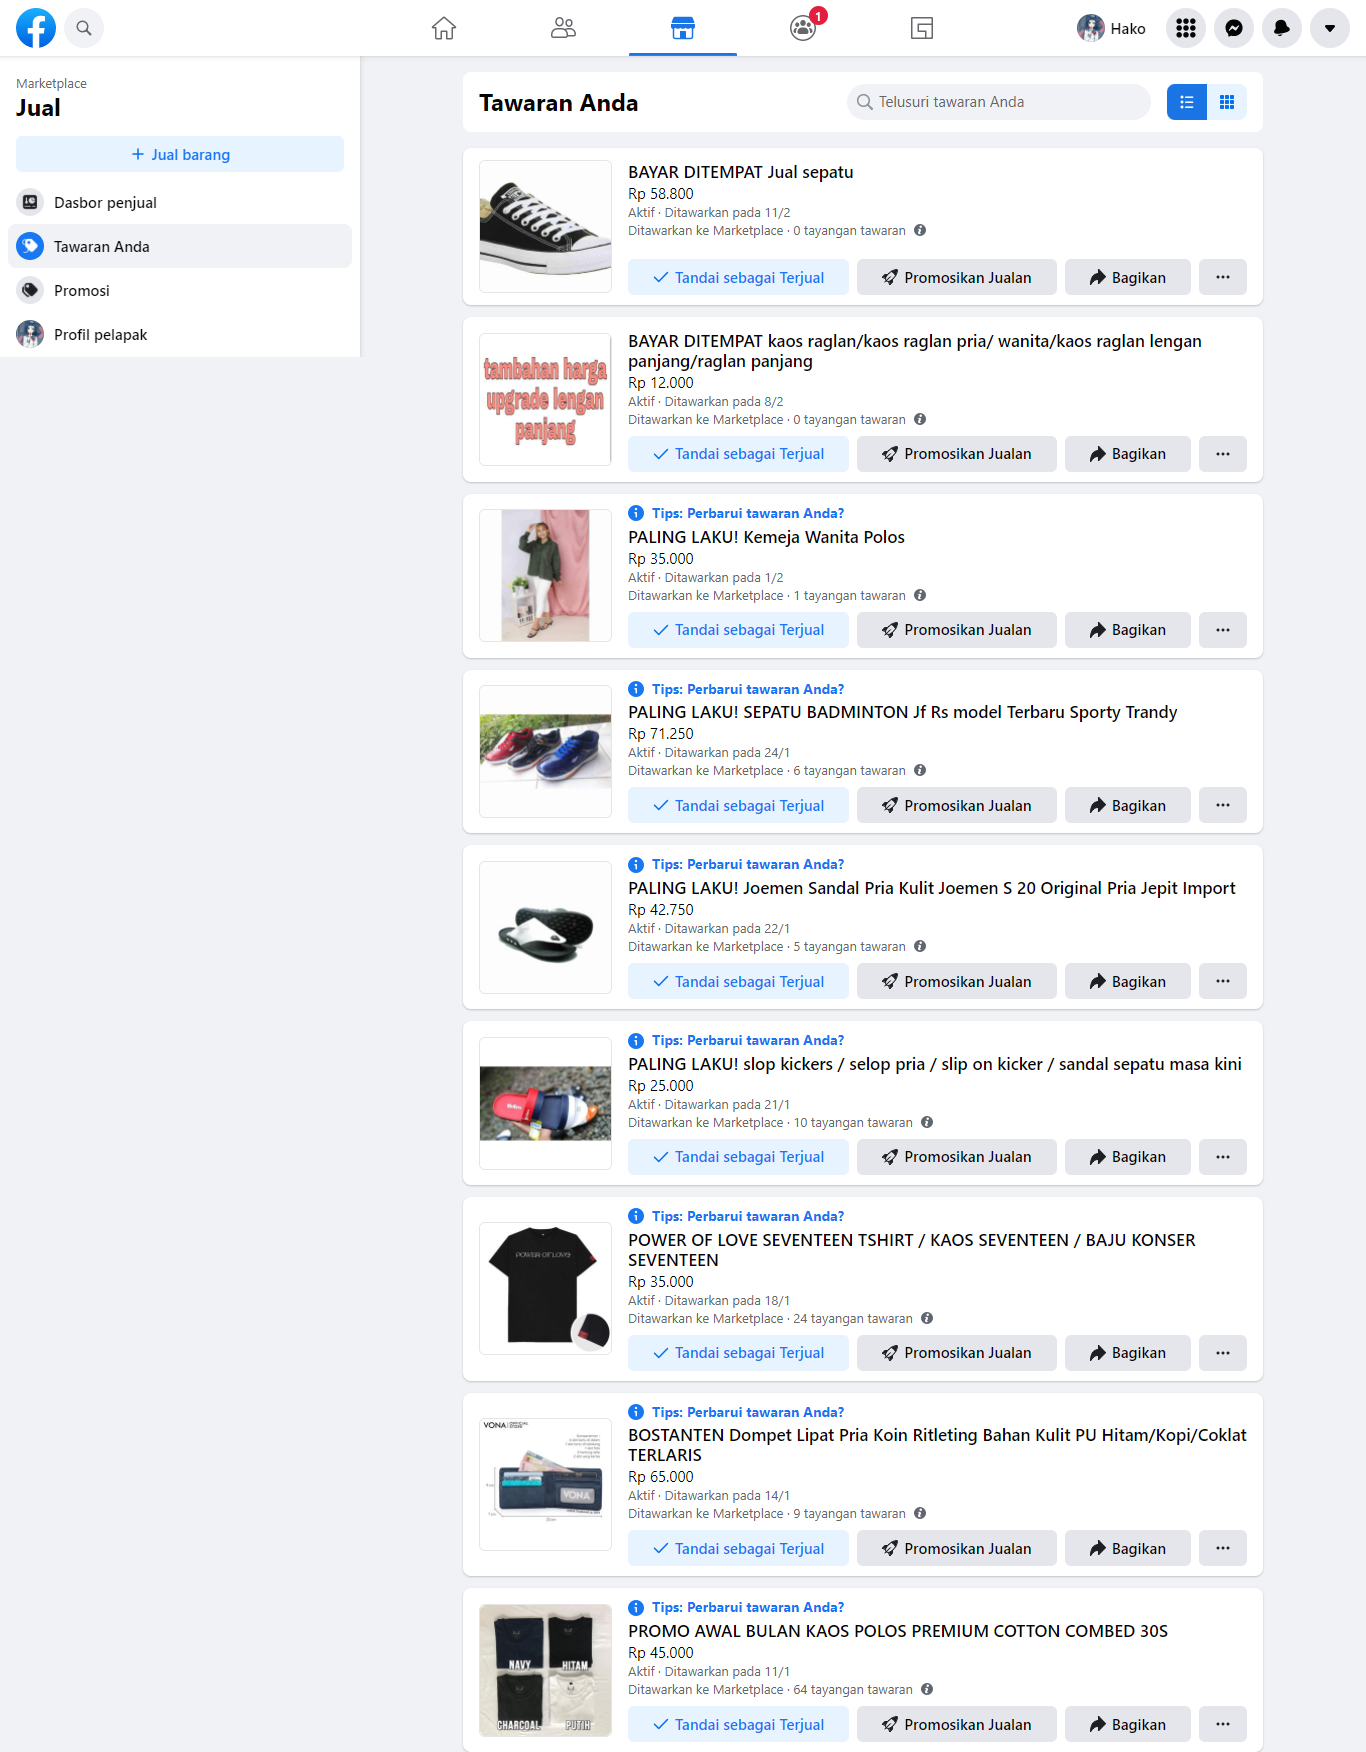 1
Hako
Marketplace
Jual
+ Jual barang
Dasbor penjual
Tawaran Anda
Promosi
Profil pelapak
Tawaran Anda
Telusuri tawaran Anda
BAYAR DITEMPAT Jual sepatu
Rp 58.800
Aktif · Ditawarkan pada 11/2
Ditawarkan ke Marketplace · 0 tayangan tawaran
Tandai sebagai Terjual
Promosikan Jualan
Bagikan
tambahan harga
upgrade lengan
panjang
BAYAR DITEMPAT kaos raglan/kaos raglan pria/ wanita/kaos raglan lengan
panjang/raglan panjang
Rp 12.000
Aktif · Ditawarkan pada 8/2
Ditawarkan ke Marketplace · 0 tayangan tawaran
Tandai sebagai Terjual
Promosikan Jualan
Bagikan
Tips: Perbarui tawaran Anda?
PALING LAKU! Kemeja Wanita Polos
Rp 35.000
Aktif · Ditawarkan pada 1/2
Ditawarkan ke Marketplace · 1 tayangan tawaran
Tandai sebagai Terjual
Promosikan Jualan
Bagikan
Tips: Perbarui tawaran Anda?
PALING LAKU! SEPATU BADMINTON Jf Rs model Terbaru Sporty Trandy
Rp 71.250
Aktif · Ditawarkan pada 24/1
Ditawarkan ke Marketplace · 6 tayangan tawaran
Tandai sebagai Terjual
Promosikan Jualan
Bagikan
Tips: Perbarui tawaran Anda?
PALING LAKU! Joemen Sandal Pria Kulit Joemen S 20 Original Pria Jepit Import
Rp 42.750
Aktif · Ditawarkan pada 22/1
Ditawarkan ke Marketplace · 5 tayangan tawaran
Tandai sebagai Terjual
Promosikan Jualan
Bagikan
Tips: Perbarui tawaran Anda?
PALING LAKU! slop kickers / selop pria / slip on kicker / sandal sepatu masa kini
Rp 25.000
Aktif · Ditawarkan pada 21/1
Ditawarkan ke Marketplace · 10 tayangan tawaran
Tandai sebagai Terjual
Promosikan Jualan
Bagikan
POWER OF LOVE
Tips: Perbarui tawaran Anda?
POWER OF LOVE SEVENTEEN TSHIRT / KAOS SEVENTEEN / BAJU KONSER
SEVENTEEN
Rp 35.000
Aktif · Ditawarkan pada 18/1
Ditawarkan ke Marketplace · 24 tayangan tawaran
Tandai sebagai Terjual
Promosikan Jualan
Bagikan
VONA
VONA
Tips: Perbarui tawaran Anda?
BOSTANTEN Dompet Lipat Pria Koin Ritleting Bahan Kulit PU Hitam/Kopi/Coklat
TERLARIS
Rp 65.000
Aktif · Ditawarkan pada 14/1
Ditawarkan ke Marketplace · 9 tayangan tawaran
Tandai sebagai Terjual
Promosikan Jualan
Bagikan
NAVY
HITAM
CHARCOAL
PUTIH
Tips: Perbarui tawaran Anda?
PROMO AWAL BULAN KAOS POLOS PREMIUM COTTON COMBED 30S
Rp 45.000
Aktif · Ditawarkan pada 11/1
Ditawarkan ke Marketplace · 64 tayangan tawaran
Tandai sebagai Terjual
Promosikan Jualan
Bagikan